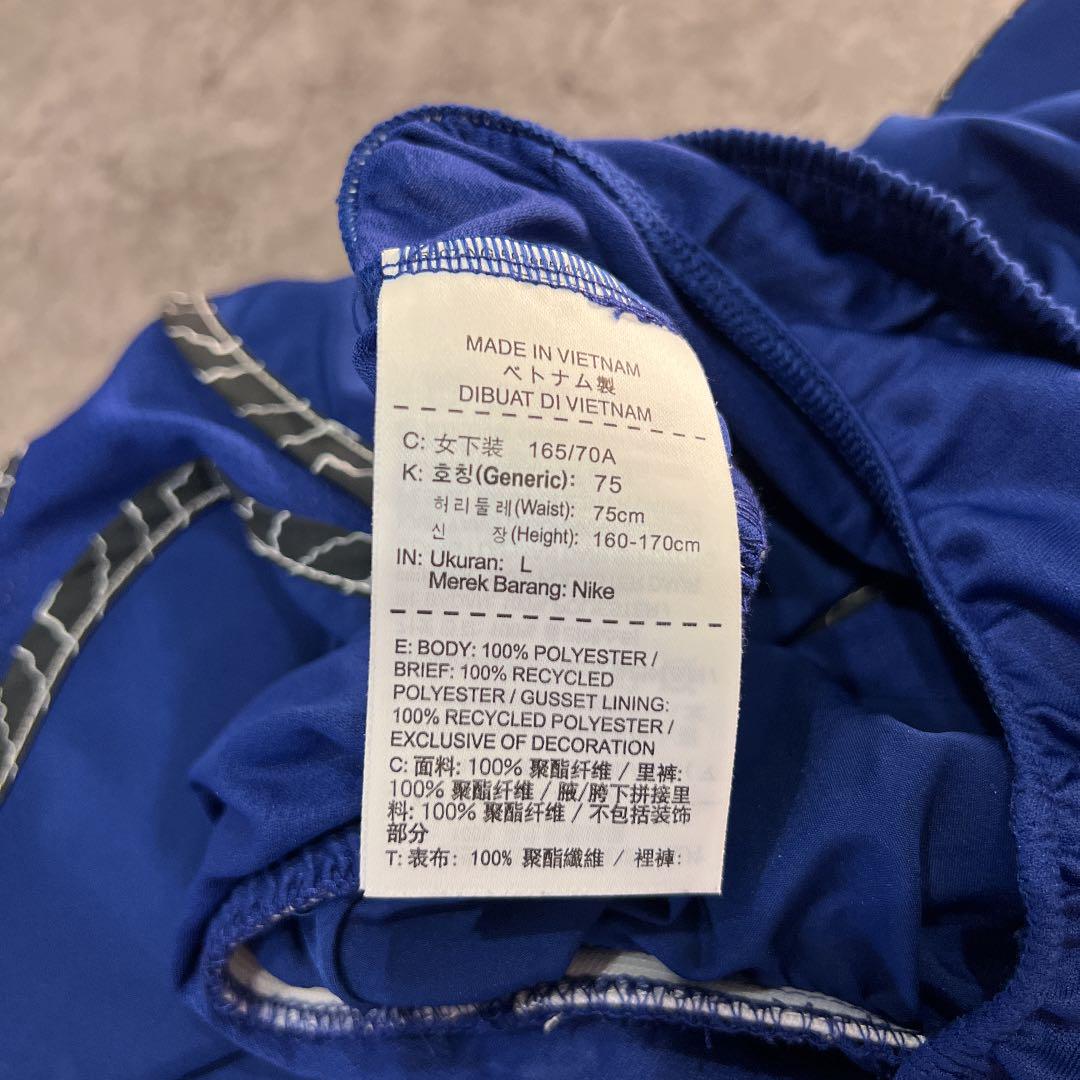 MADE IN VIETNAM
ベトナム製
DIBUAT DI VIETNAM
C: 女下装 165/70A
K: 호칭(Generic): 75
허리둘레(Waist): 75cm
신 장(Height): 160-170cm
IN: Ukuran: L
Merek Barang: Nike
E: BODY: 100% POLYESTER /
BRIEF: 100% RECYCLED
POLYESTER / GUSSET LINING:
100% RECYCLED POLYESTER /
EXCLUSIVE OF DECORATION
C: 面料: 100% 聚酯纤维 / 里裤:
100% 聚酯纤维 / 腋/胯下拼接里
料: 100% 聚酯纤维 / 不包括装饰
部分
T: 表布: 100% 聚酯纖維 / 裡褲: